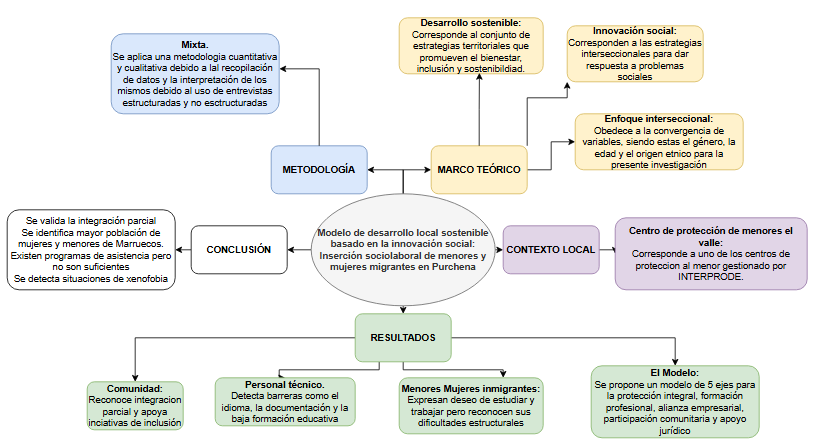 Desarrollo sostenible:
Corresponde al conjunto de
estrategias territoriales que
promueven el bienestar,
inclusión y sostenibildiad.
Innovación social:
Corresponden a las estrategias
interseccionales para dar
respuesta a problemas
sociales
Mixta.
Se aplica una metodologia cuantitativa
y cualitativa debido a lal recopilación
de datos y la interpretación de los
mismos debido al uso de entrevistas
estructuradas y no esctructuradas
Enfoque interseccional:
Obedece a la convergencia de
variables, siendo estas el género, la
edad y el origen etnico para la
presente investigación
METODOLOGÍA
MARCO TEÓRICO
Se valida la integración parcial
Se identifica mayor población de
mujeres y menores de Marruecos.
Existen programas de asistencia pero
no son suficientes
Se detecta situaciones de xenofobia
CONCLUSIÓN
Modelo de desarrollo local sostenible
basado en la innovación social:
Inserción sociolaboral de menores y
mujeres migrantes en Purchena
CONTEXTO LOCAL
Centro de protección de menores el
valle:
Corresponde a uno de los centros de
proteccion al menor gestionado por
INTERPRODE.
RESULTADOS
Comunidad:
Reconoce integracion
parcial y apoya
inciativas de inclusión
Personal técnico.
Detecta barreras como el
idioma, la documentación y la
baja formación educativa
Menores Mujeres inmigrantes:
Expresan deseo de estudiar y
trabajar pero reconocen sus
dificultades estructurales
El Modelo:
Se propone un modelo de 5 ejes para
la protección integral, formación
profesional, alianza empresarial,
participación comunitaria y apoyo
jurídico